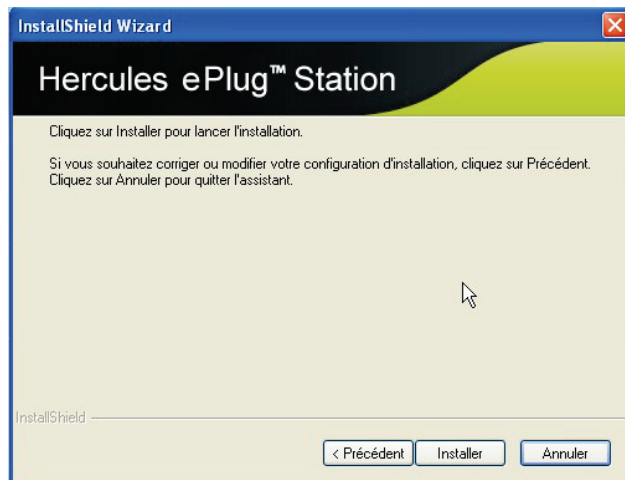 InstallShield Wizard
Hercules ePlug™ Station
Cliquez sur Installer pour lancer l'installation.
Si vous souhaitez corriger ou modifier votre configuration d'installation, cliquez sur Précédent.
Cliquez sur Annuler pour quitter l'assistant.
InstallShield
< Précédent
Installer
Annuler